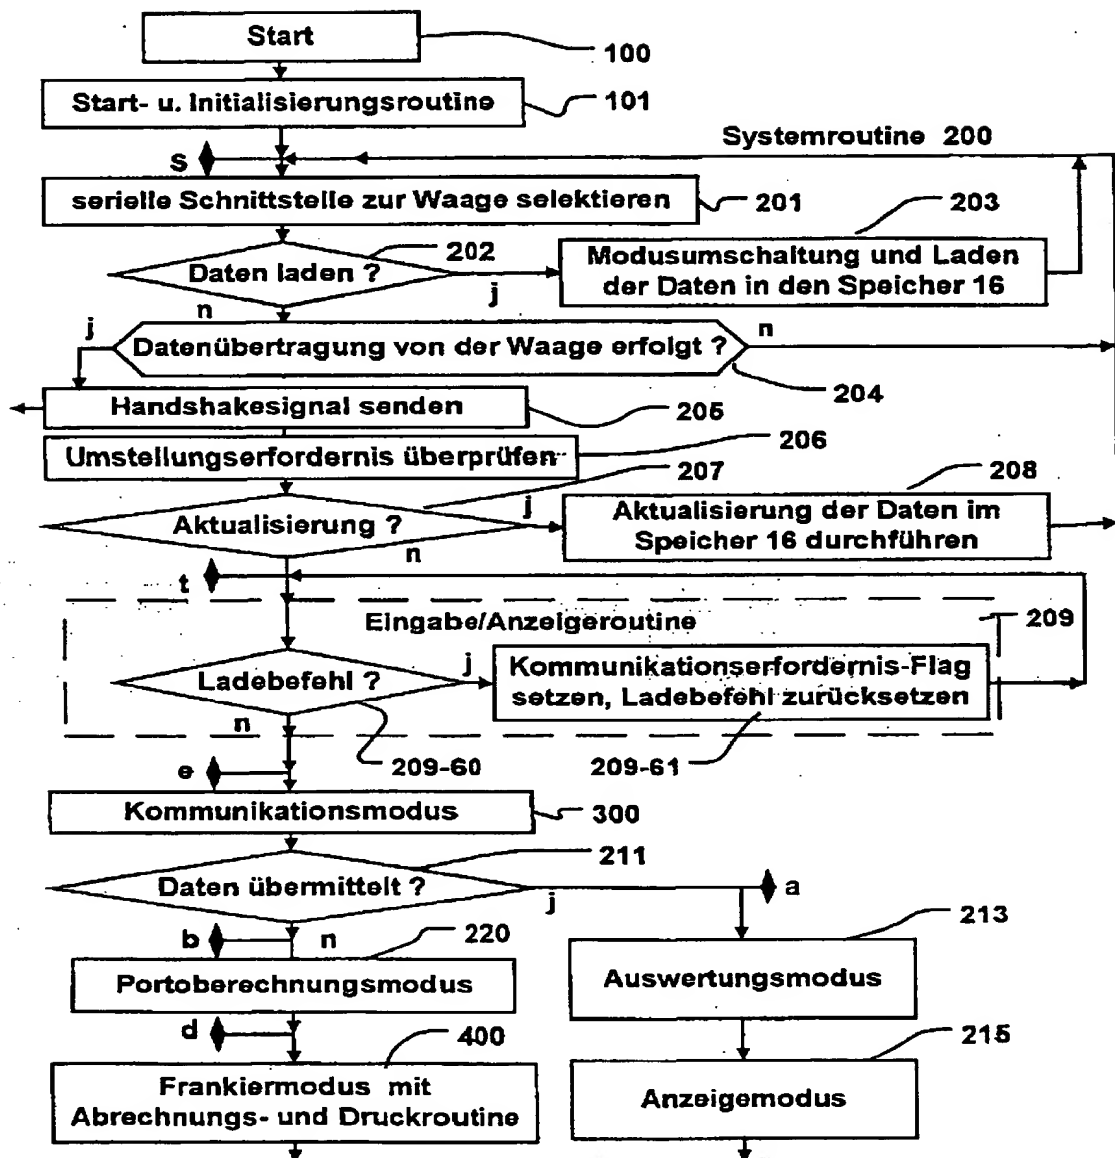 Start
100
Start- u. Initialisierungsroutine
101
Systemroutine 200
S
serielle Schnittstelle zur Waage selektieren
201
203
202
Daten laden ?
j
n
Modusumschaltung und Laden
der Daten in den Speicher 16
j
Datenübertragung von der Waage erfolgt ?
n
204
Handshakesignal senden
205
206
Umstellungserfordernis überprüfen
207
208
Aktualisierung ?
j
n
Aktualisierung der Daten im
Speicher 16 durchführen
t
Eingabe/Anzeigeroutine
209
Ladebefehl ?
j
n
Kommunikationserfordernis-Flag
setzen, Ladebefehl zurücksetzen
209-60
209-61
e
Kommunikationsmodus
300
211
Daten übermittelt ?
j
a
b
n
220
213
Portoberechnungsmodus
Auswertungsmodus
d
400
215
Frankiermodus mit
Abrechnungs- und Druckroutine
Anzeigemodus